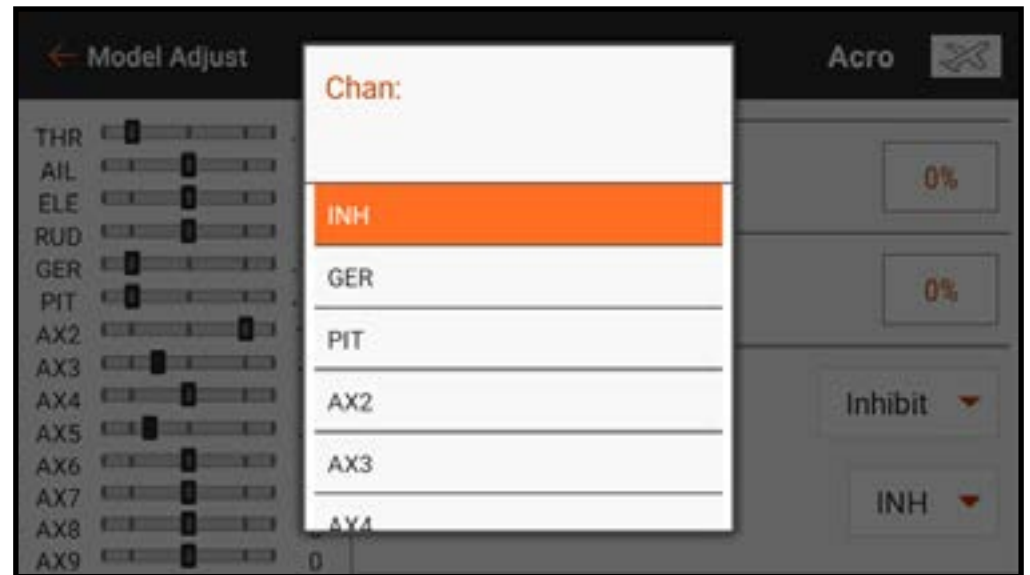 ← Model Adjust
Acro
Chan:
INH
GER
PIT
AX2
AX3
AX4
THR
AIL
ELE
RUD
GER
PIT
AX2
AX3
AX4
AX5
AX6
AX7
AX8
AX9 0
0%
0%
Inhibit
INH